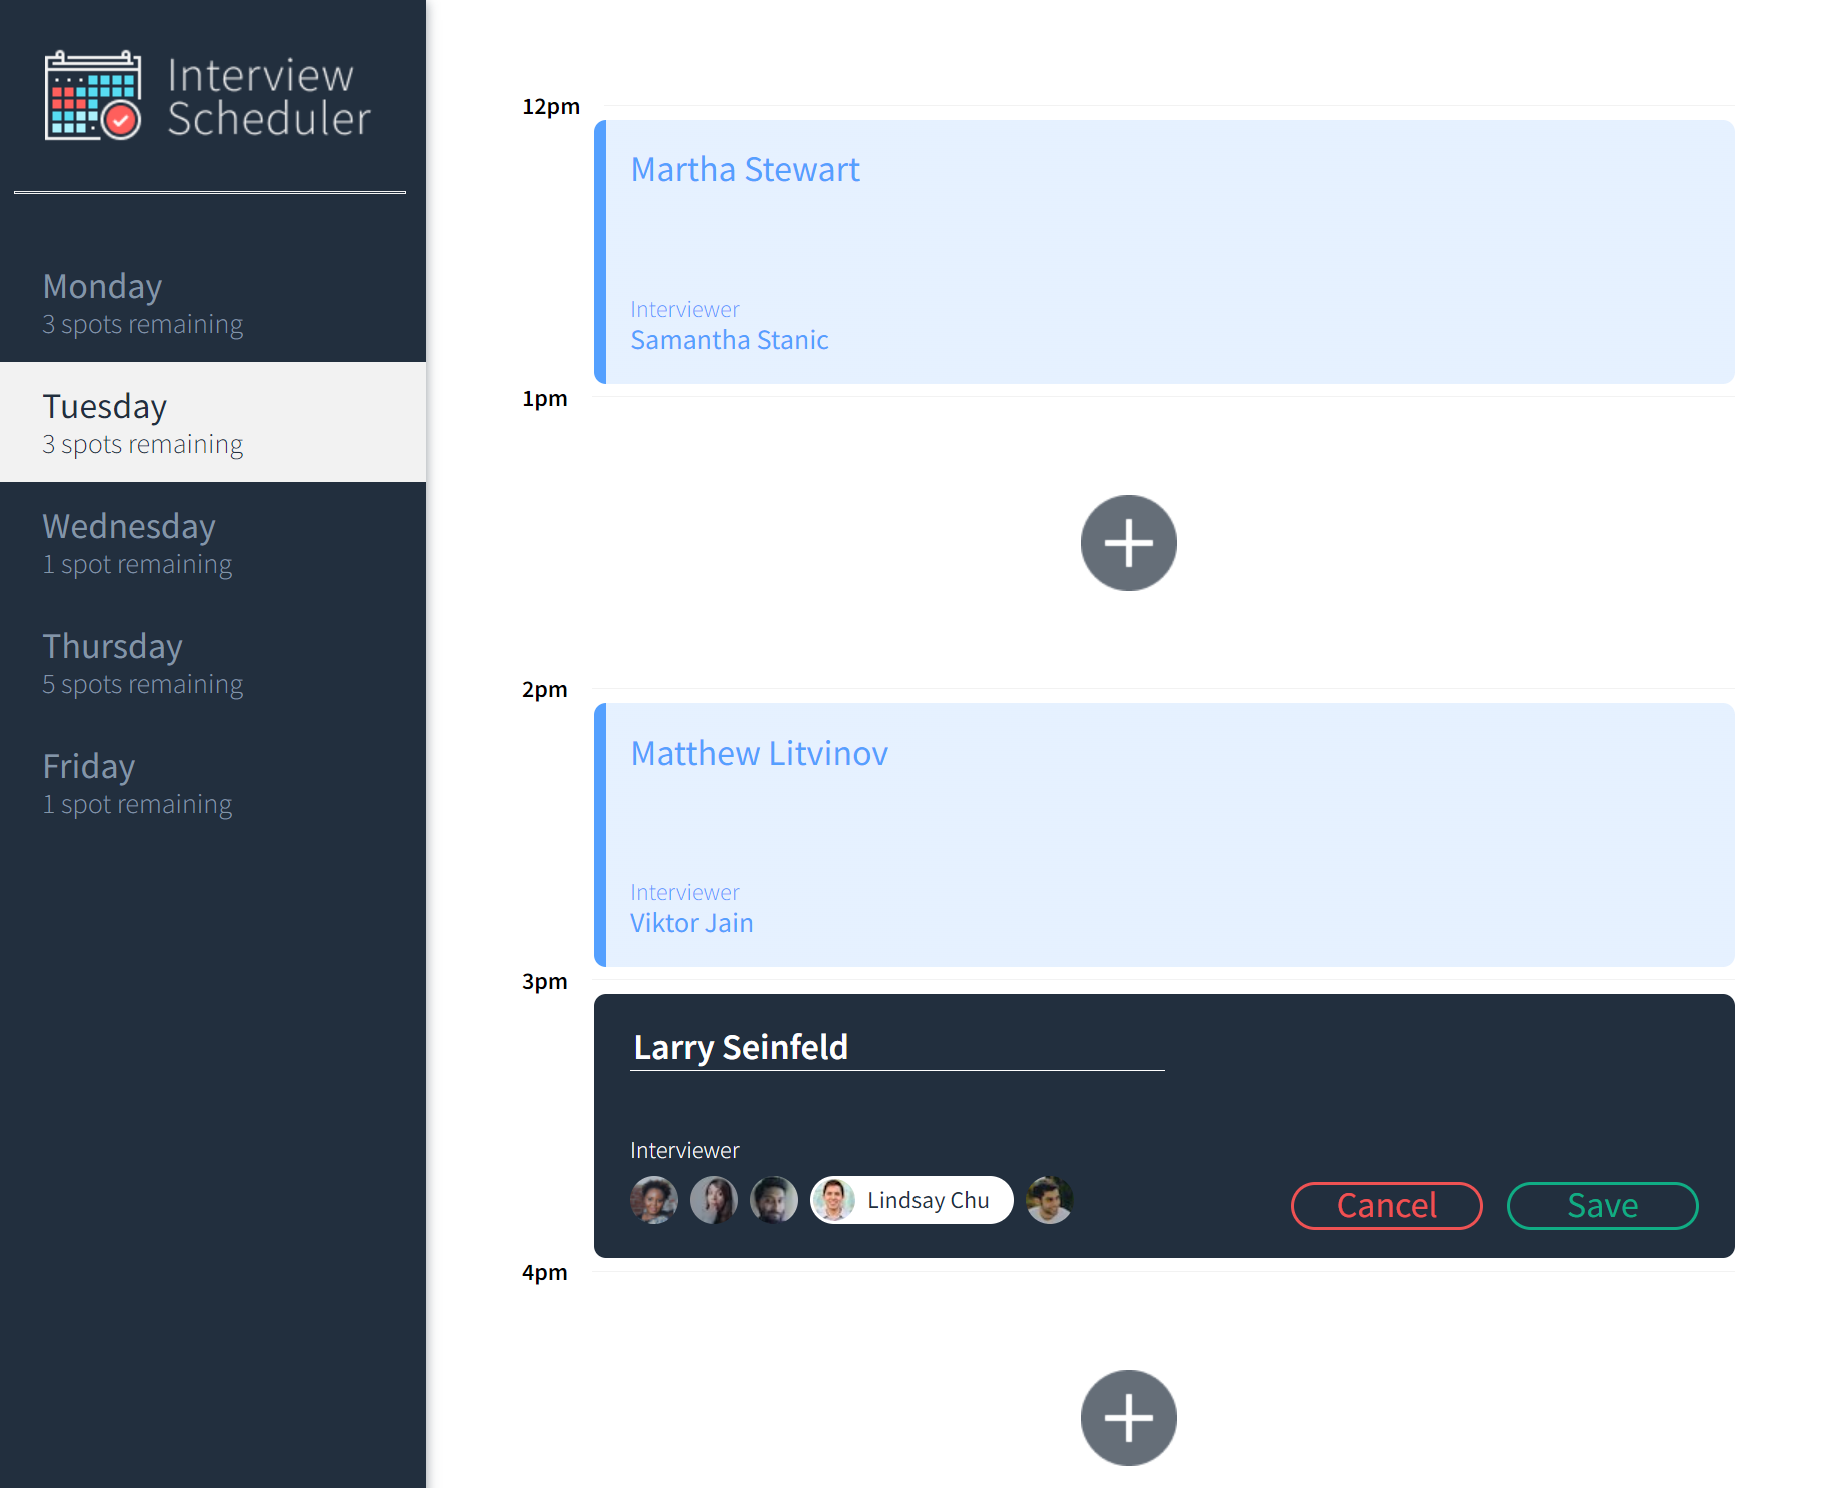 Interview
Scheduler
Monday
3 spots remaining
Tuesday
3 spots remaining
Wednesday
1 spot remaining
Thursday
5 spots remaining
Friday
1 spot remaining
12pm
Martha Stewart
Interviewer
Samantha Stanic
1pm
2pm
Matthew Litvinov
Interviewer
Viktor Jain
3pm
Larry Seinfeld
Interviewer
Lindsay Chu
Cancel
Save
4pm